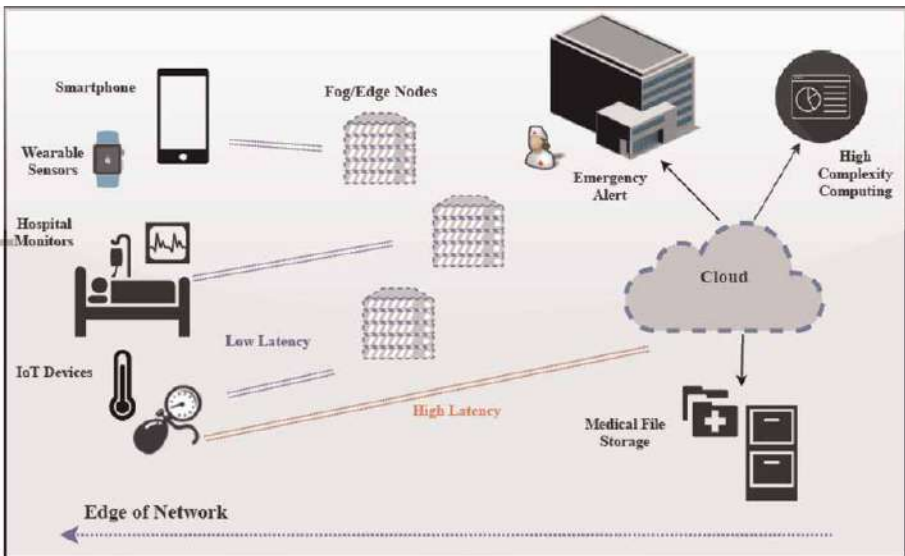 Smartphone
Fog/Edge Nodes
Wearable
Sensors
Emergency
Alert
High
Complexity
Computing
Hospital
Monitors
Cloud
Low Latency
IoT Devices
High Latency
Medical File
Storage
Edge of Network